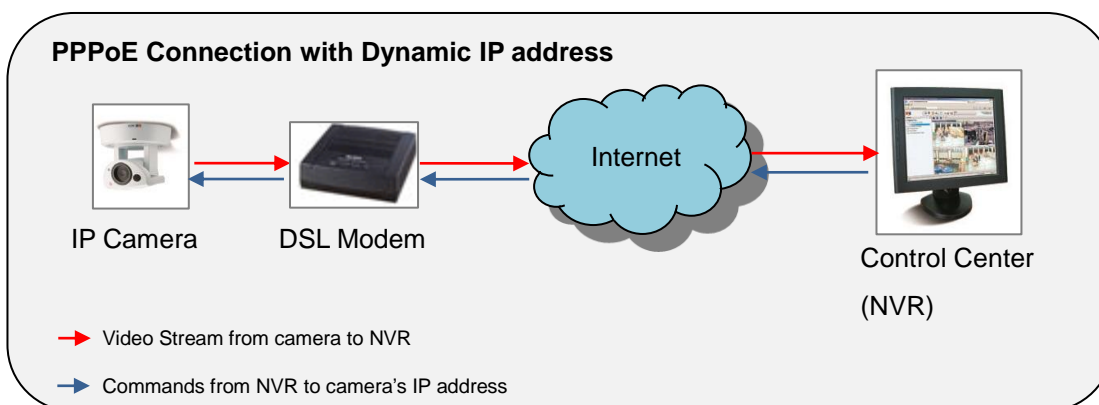 PPPoE Connection with Dynamic IP address
Internet
IP Camera
DSL Modem
Control Center
(NVR)
Video Stream from camera to NVR
Commands from NVR to camera's IP address